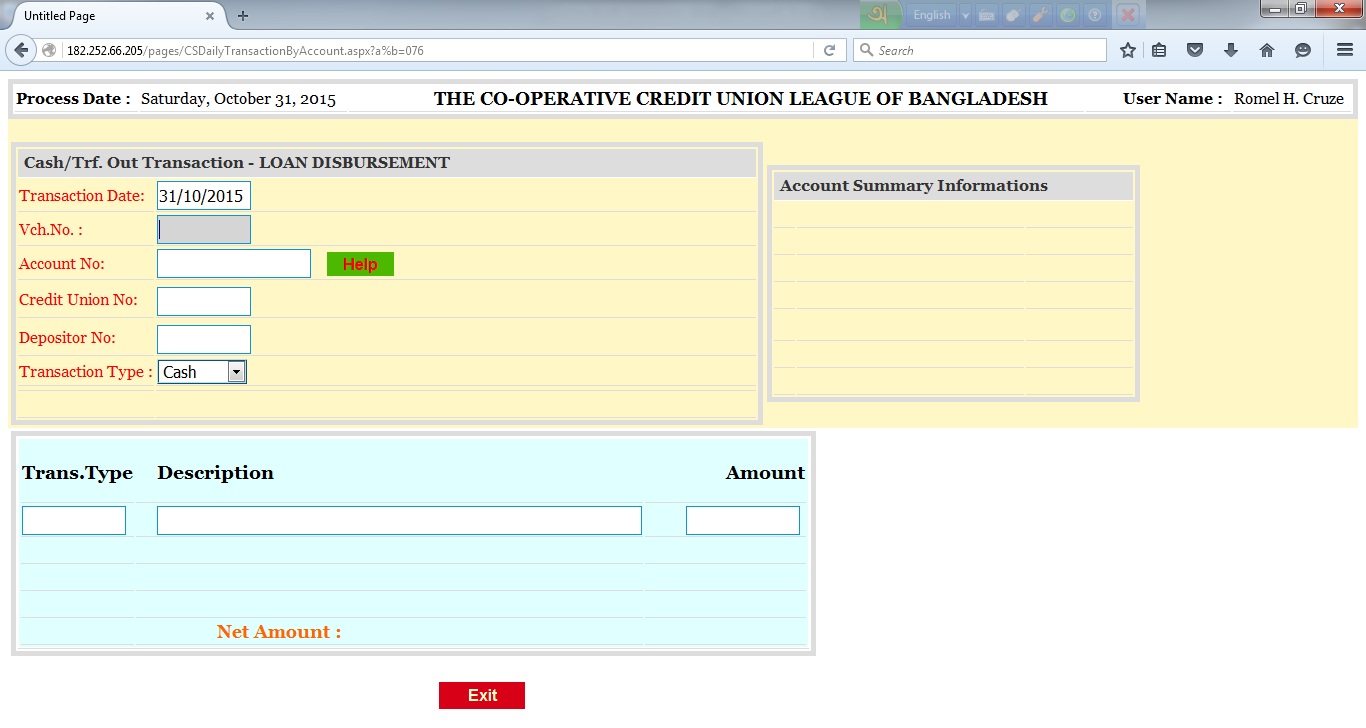 Untitled Page
অ English
182.252.66.205/pages/CSDailyTransactionByAccount.aspx?a%b=076
Search
Process Date : Saturday, October 31, 2015 THE CO-OPERATIVE CREDIT UNION LEAGUE OF BANGLADESH User Name : Romel H. Cruze
Cash/Trf. Out Transaction - LOAN DISBURSEMENT
Transaction Date: 31/10/2015
Vch.No. :
Account No: Help
Credit Union No:
Depositor No:
Transaction Type : Cash
Account Summary Informations
Trans.Type Description Amount
Net Amount :
Exit